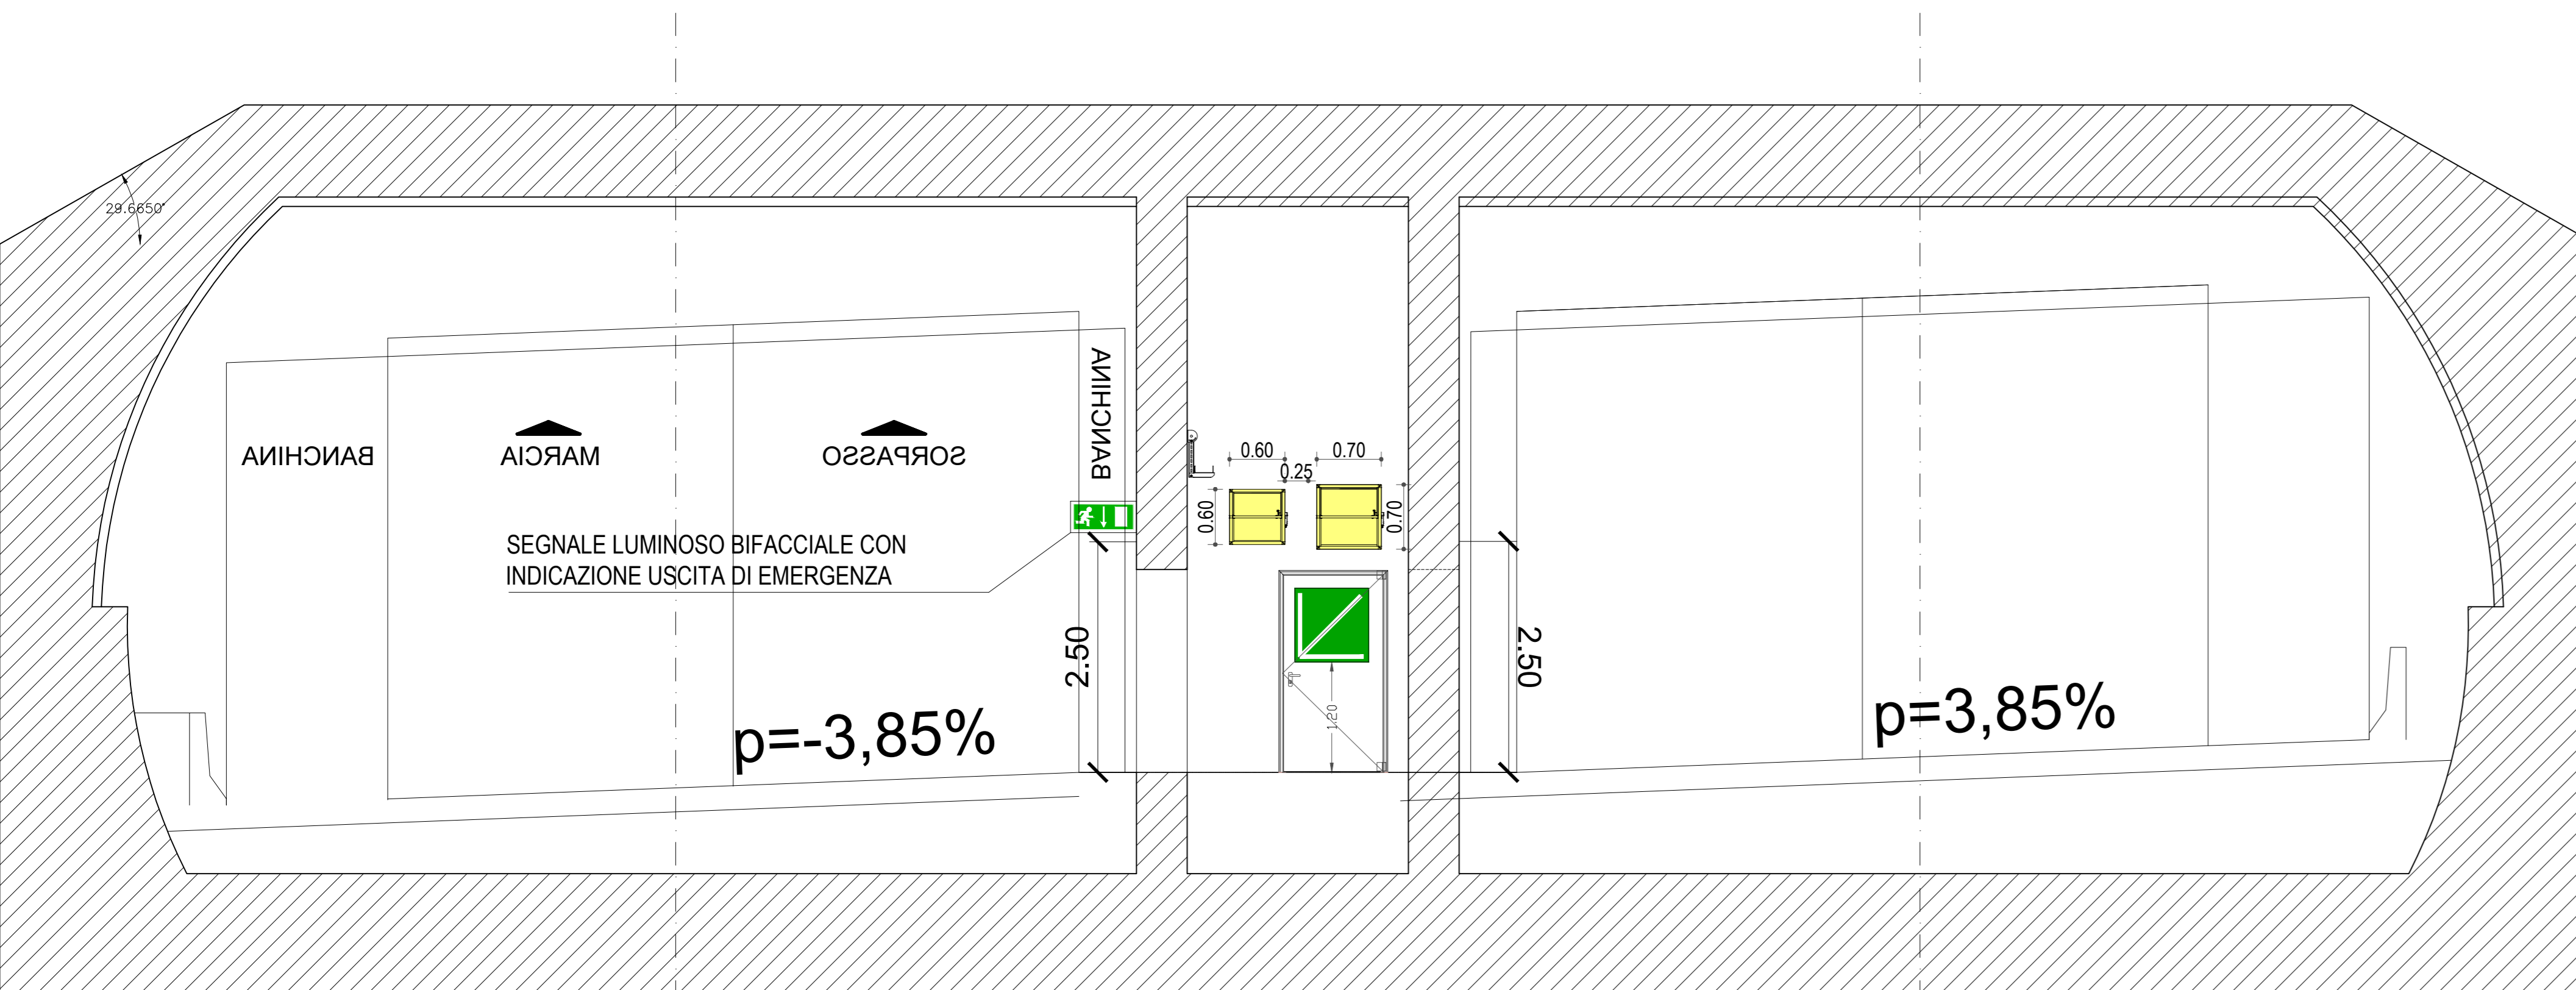 29.6650°
BANCHINA
MARCIA
SORPASSO
BANCHINA
SEGNALE LUMINOSO BIFACCIALE CON
INDICAZIONE USCITA DI EMERGENZA
2.50
p=-3,85%
0.60
0.70
0.25
0.60
0.70
1.20
2.50
p=3,85%